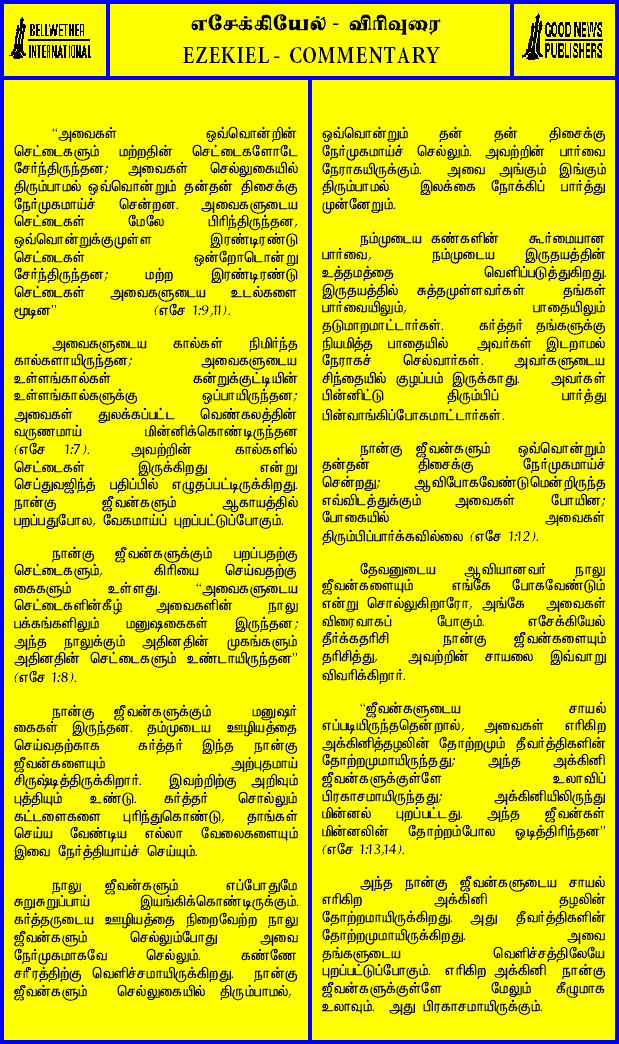 BELLWETHER
INTERNATIONAL
எசேக்கியேல் - விரிவுரை
EZEKIEL - COMMENTARY
GOOD NEWS
PUBLISHERS
“அவைகள் ஒவ்வொன்றின்
செட்டைகளும் மற்றதின் செட்டைகளோடே
சேர்ந்திருந்தன; அவைகள் செல்லுகையில்
திரும்பாமல் ஒவ்வொன்றும் தன்தன் திசைக்கு
நேர்முகமாய்ச் சென்றன. அவைகளுடைய
செட்டைகள் மேலே பிரிந்திருந்தன,
ஒவ்வொன்றுக்குமுள்ள இரண்டிரண்டு
செட்டைகள் ஒன்றோடொன்று
சேர்ந்திருந்தன; மற்ற இரண்டிரண்டு
செட்டைகள் அவைகளுடைய உடல்களை
மூடின” (எசே 1:9,11).
அவைகளுடைய கால்கள் நிமிர்ந்த
கால்களாயிருந்தன; அவைகளுடைய
உள்ளங்கால்கள் கன்றுக்குட்டியின்
உள்ளங்கால்களுக்கு ஒப்பாயிருந்தன;
அவைகள் துலக்கப்பட்ட வெண்கலத்தின்
வருணமாய் மின்னிக்கொண்டிருந்தன
(எசே 1:7). அவற்றின் கால்களில்
செட்டைகள் இருக்கிறது என்று
செப்துவஜிந்த் பதிப்பில் எழுதப்பட்டிருக்கிறது.
நான்கு ஜீவன்களும் ஆகாயத்தில்
பறப்பதுபோல, வேகமாய்ப் புறப்பட்டுப்போகும்.
நான்கு ஜீவன்களுக்கும் பறப்பதற்கு
செட்டைகளும், கிரியை செய்வதற்கு
கைகளும் உள்ளது. “அவைகளுடைய
செட்டைகளின்கீழ் அவைகளின் நாலு
பக்கங்களிலும் மனுஷகைகள் இருந்தன;
அந்த நாலுக்கும் அதினதின் முகங்களும்
அதினதின் செட்டைகளும் உண்டாயிருந்தன”
(எசே 1:8).
நான்கு ஜீவன்களுக்கும் மனுஷர்
கைகள் இருந்தன. தம்முடைய ஊழியத்தை
செய்வதற்காக கர்த்தர் இந்த நான்கு
ஜீவன்களையும் அற்புதமாய்
சிருஷ்டித்திருக்கிறார். இவற்றிற்கு அறிவும்
புத்தியும் உண்டு. கர்த்தர் சொல்லும்
கட்டளைகளை புரிந்துகொண்டு, தாங்கள்
செய்ய வேண்டிய எல்லா வேலைகளையும்
இவை நேர்த்தியாய்ச் செய்யும்.
நாலு ஜீவன்களும் எப்போதுமே
சுறுசுறுப்பாய் இயங்கிக்கொண்டிருக்கும்.
கர்த்தருடைய ஊழியத்தை நிறைவேற்ற நாலு
ஜீவன்களும் செல்லும்போது அவை
நேர்முகமாகவே செல்லும். கண்ணே
சரீரத்திற்கு வெளிச்சமாயிருக்கிறது. நான்கு
ஜீவன்களும் செல்லுகையில் திரும்பாமல்,
ஒவ்வொன்றும் தன் தன் திசைக்கு
நேர்முகமாய்ச் செல்லும். அவற்றின் பார்வை
நேராகயிருக்கும். அவை அங்கும் இங்கும்
திரும்பாமல் இலக்கை நோக்கிப் பார்த்து
முன்னேறும்.
நம்முடைய கண்களின் கூர்மையான
பார்வை, நம்முடைய இருதயத்தின்
உத்தமத்தை வெளிப்படுத்துகிறது.
இருதயத்தில் சுத்தமுள்ளவர்கள் தங்கள்
பார்வையிலும், பாதையிலும்
தடுமாறமாட்டார்கள். கர்த்தர் தங்களுக்கு
நியமித்த பாதையில் அவர்கள் இடறாமல்
நேராகச் செல்வார்கள். அவர்களுடைய
சிந்தையில் குழப்பம் இருக்காது. அவர்கள்
பின்னிட்டு திரும்பிப் பார்த்து
பின்வாங்கிப்போகமாட்டார்கள்.
நான்கு ஜீவன்களும் ஒவ்வொன்றும்
தன்தன் திசைக்கு நேர்முகமாய்ச்
சென்றது; ஆவிபோகவேண்டுமென்றிருந்த
எவ்விடத்துக்கும் அவைகள் போயின;
போகையில் அவைகள்
திரும்பிப்பார்க்கவில்லை (எசே 1:12).
தேவனுடைய ஆவியானவர் நாலு
ஜீவன்களையும் எங்கே போகவேண்டும்
என்று சொல்லுகிறாரோ, அங்கே அவைகள்
விரைவாகப் போகும். எசேக்கியேல்
தீர்க்கதரிசி நான்கு ஜீவன்களையும்
தரிசித்து, அவற்றின் சாயலை இவ்வாறு
விவரிக்கிறார்.
“ஜீவன்களுடைய சாயல்
எப்படியிருந்ததென்றால், அவைகள் எரிகிற
அக்கினித்தழலின் தோற்றமும் தீவர்த்திகளின்
தோற்றமுமாயிருந்தது; அந்த அக்கினி
ஜீவன்களுக்குள்ளே உலாவிப்
பிரகாசமாயிருந்தது; அக்கினியிலிருந்து
மின்னல் புறப்பட்டது. அந்த ஜீவன்கள்
மின்னலின் தோற்றம்போல ஓடித்திரிந்தன”
(எசே 1:13,14).
அந்த நான்கு ஜீவன்களுடைய சாயல்
எரிகிற அக்கினி தழலின்
தோற்றமாயிருக்கிறது. அது தீவர்த்திகளின்
தோற்றமுமாயிருக்கிறது. அவை
தங்களுடைய வெளிச்சத்திலேயே
புறப்பட்டுப்போகும். எரிகிற அக்கினி நான்கு
ஜீவன்களுக்குள்ளே மேலும் கீழுமாக
உலாவும். அது பிரகாசமாயிருக்கும்.